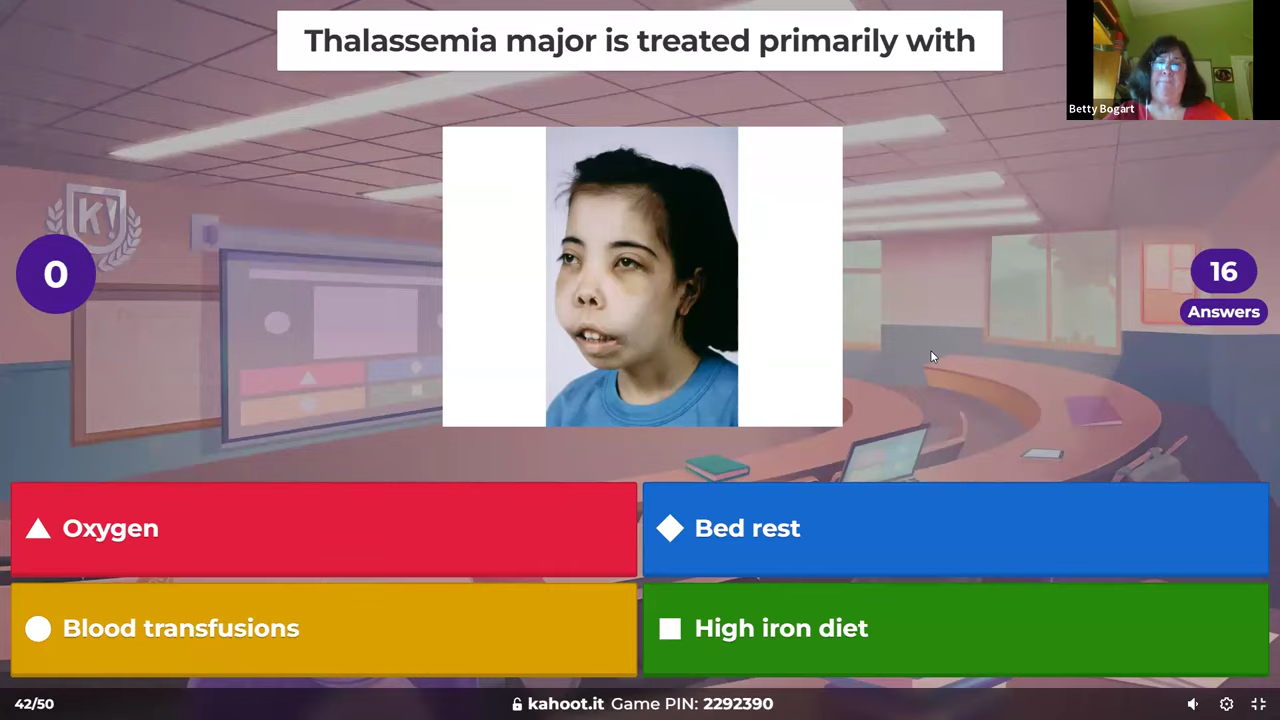 Thalassemia major is treated primarily with
Betty Bogart
K!
0
16
Answers
Oxygen
Bed rest
Blood transfusions
High iron diet
42/50
kahoot.it Game PIN: 2292390